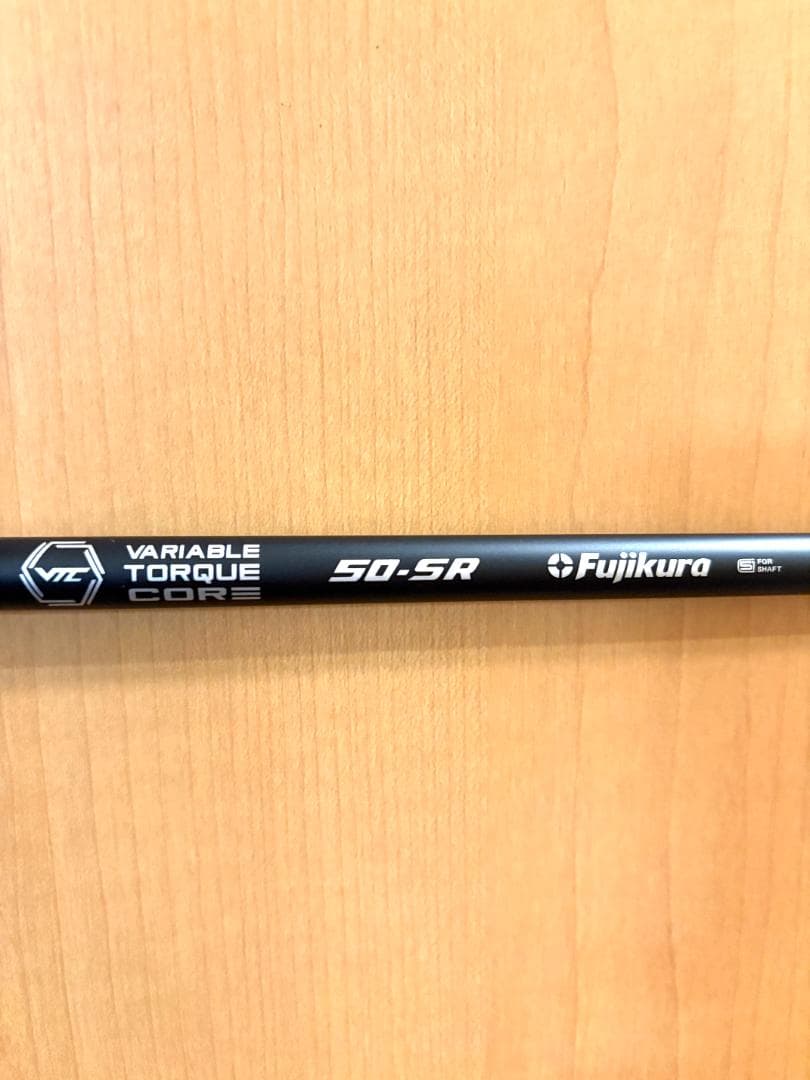 VTC
VARIABLE
TORQUE
CORE
50-SR
Fujikura
S FOR
SHAFT